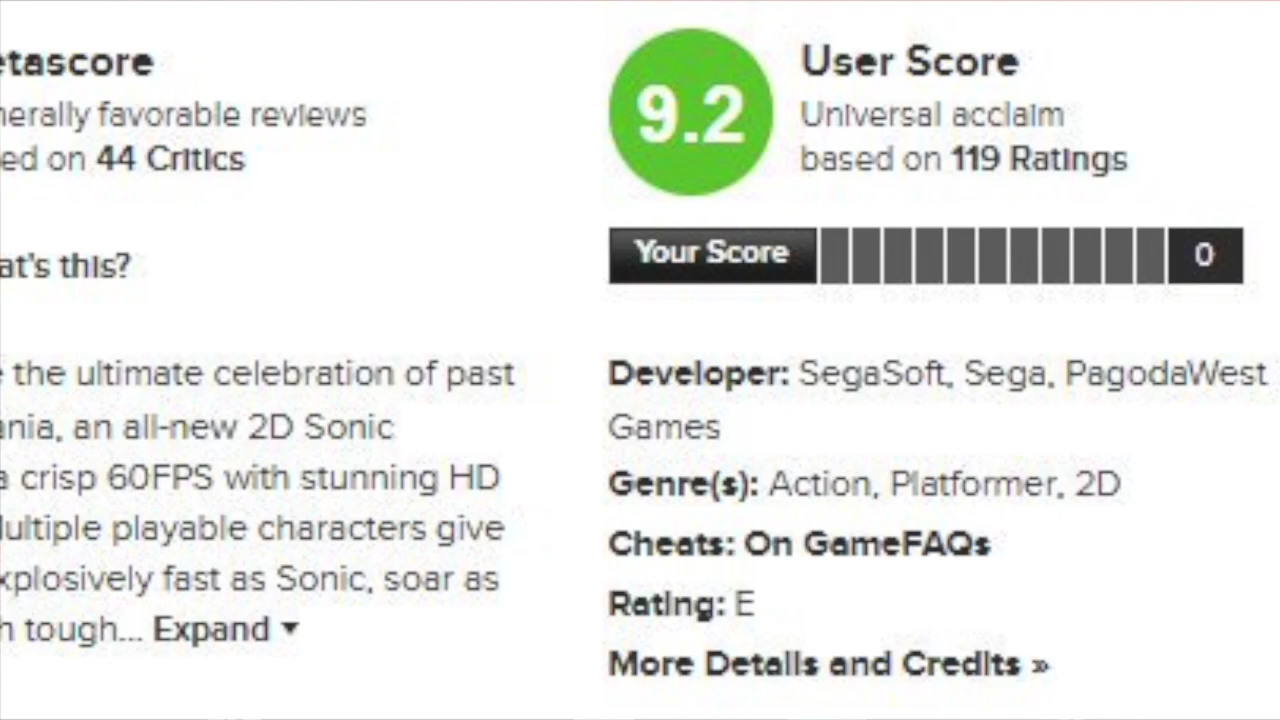 etascore
nerally favorable reviews
ed on 44 Critics
at's this?
e the ultimate celebration of past
ania, an all-new 2D Sonic
a crisp 60FPS with stunning HD
Multiple playable characters give
xplosively fast as Sonic, soar as
h tough... Expand
9.2
User Score
Universal acclaim
based on 119 Ratings
Your Score 0
Developer: SegaSoft, Sega, PagodaWest
Games
Genre(s): Action, Platformer, 2D
Cheats: On GameFAQs
Rating: E
More Details and Credits »